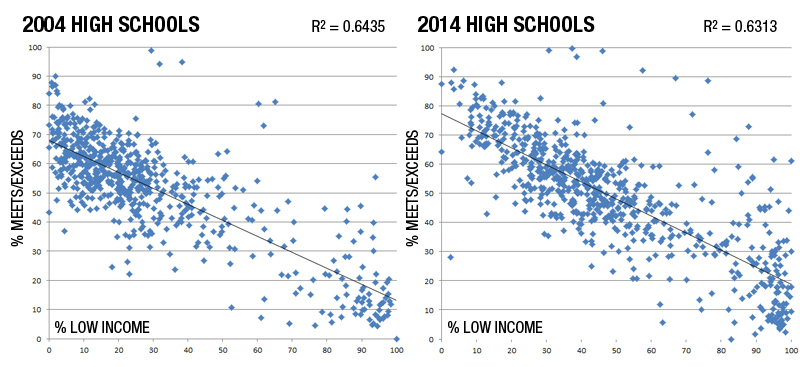 2004 HIGH SCHOOLS
R² = 0.6435
100
90
80
70
60
50
40
30
20
10
0
% MEETS/EXCEEDS
% LOW INCOME
0 10 20 30 40 50 60 70 80 90 100
2014 HIGH SCHOOLS
R² = 0.6313
100
90
80
70
60
50
40
30
20
10
0
% MEETS/EXCEEDS
% LOW INCOME
0 10 20 30 40 50 60 70 80 90 100